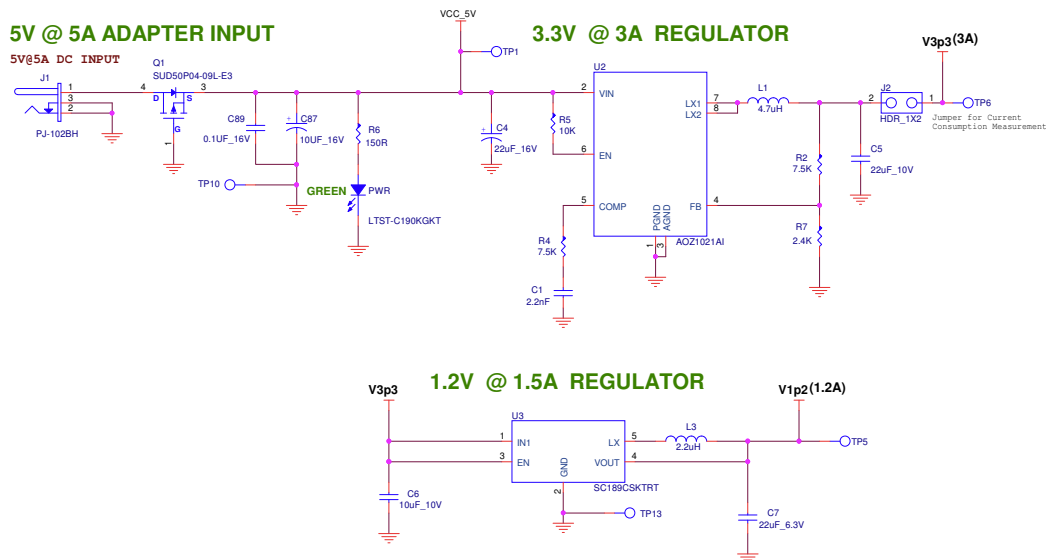 5V @ 5A ADAPTER INPUT
5V@5A DC INPUT
J1
1
3
2
PJ-102BH
Q1
SUD50P04-09L-E3
4
D
S
3
G
1
C89
0.1UF_16V
C87
10UF_16V
TP10
R6
150R
GREEN
PWR
LTST-C190KGKT
VCC_5V
TP1
3.3V @ 3A REGULATOR
C4
22uF_16V
R5
10K
U2
2
VIN
6
EN
5
COMP
LX1
7
LX2
8
FB
4
PGND
AGND
1
3
AOZ1021AI
R4
7.5K
C1
2.2nF
L1
4.7uH
R2
7.5K
R7
2.4K
C5
22uF_10V
J2
2
1
HDR_1X2
V3p3(3A)
TP6
Jumper for Current
Consumption Measurement
1.2V @ 1.5A REGULATOR
V3p3
C6
10uF_10V
U3
1
IN1
3
EN
GND
2
LX
5
VOUT
4
SC189CSKTRT
TP13
L3
2.2uH
V1p2(1.2A)
TP5
C7
22uF_6.3V